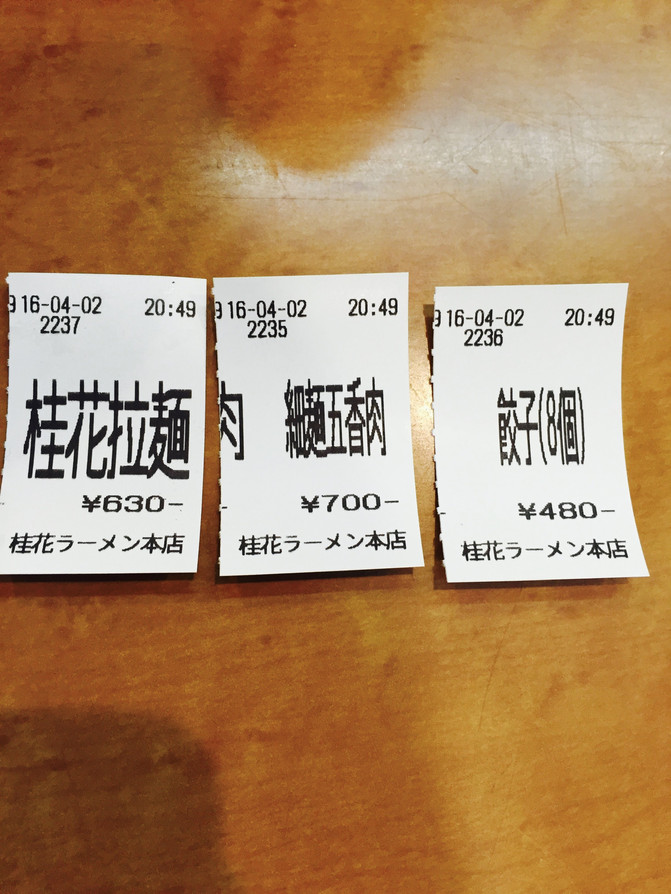 9 16-04-02 20:49
2237
桂花拉麺
¥630-
桂花ラーメン本店
9 16-04-02 20:49
2235
肉 細麺五香肉
¥700-
桂花ラーメン本店
9 16-04-02 20:49
2236
餃子(8個)
¥480-
桂花ラーメン本店